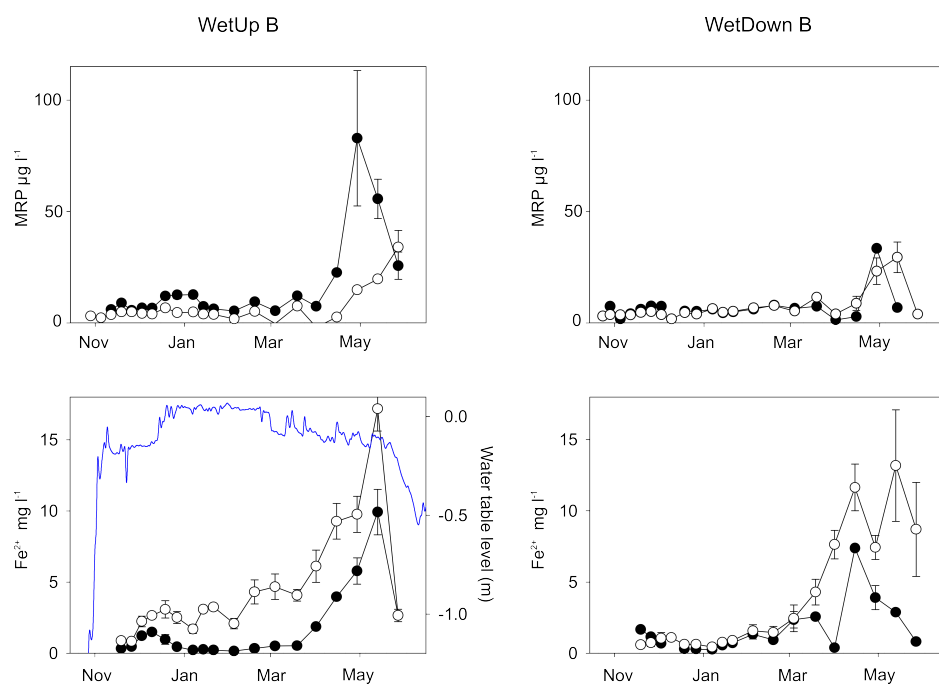 WetUp B
WetDown B
MRP µg l⁻¹
100
50
0
Nov Jan Mar May
MRP µg l⁻¹
100
50
0
Nov Jan Mar May
Fe²⁺ mg l⁻¹
15
10
5
0
Nov Jan Mar May
0.0
-0.5
-1.0
Water table level (m)
Fe²⁺ mg l⁻¹
15
10
5
0
Nov Jan Mar May